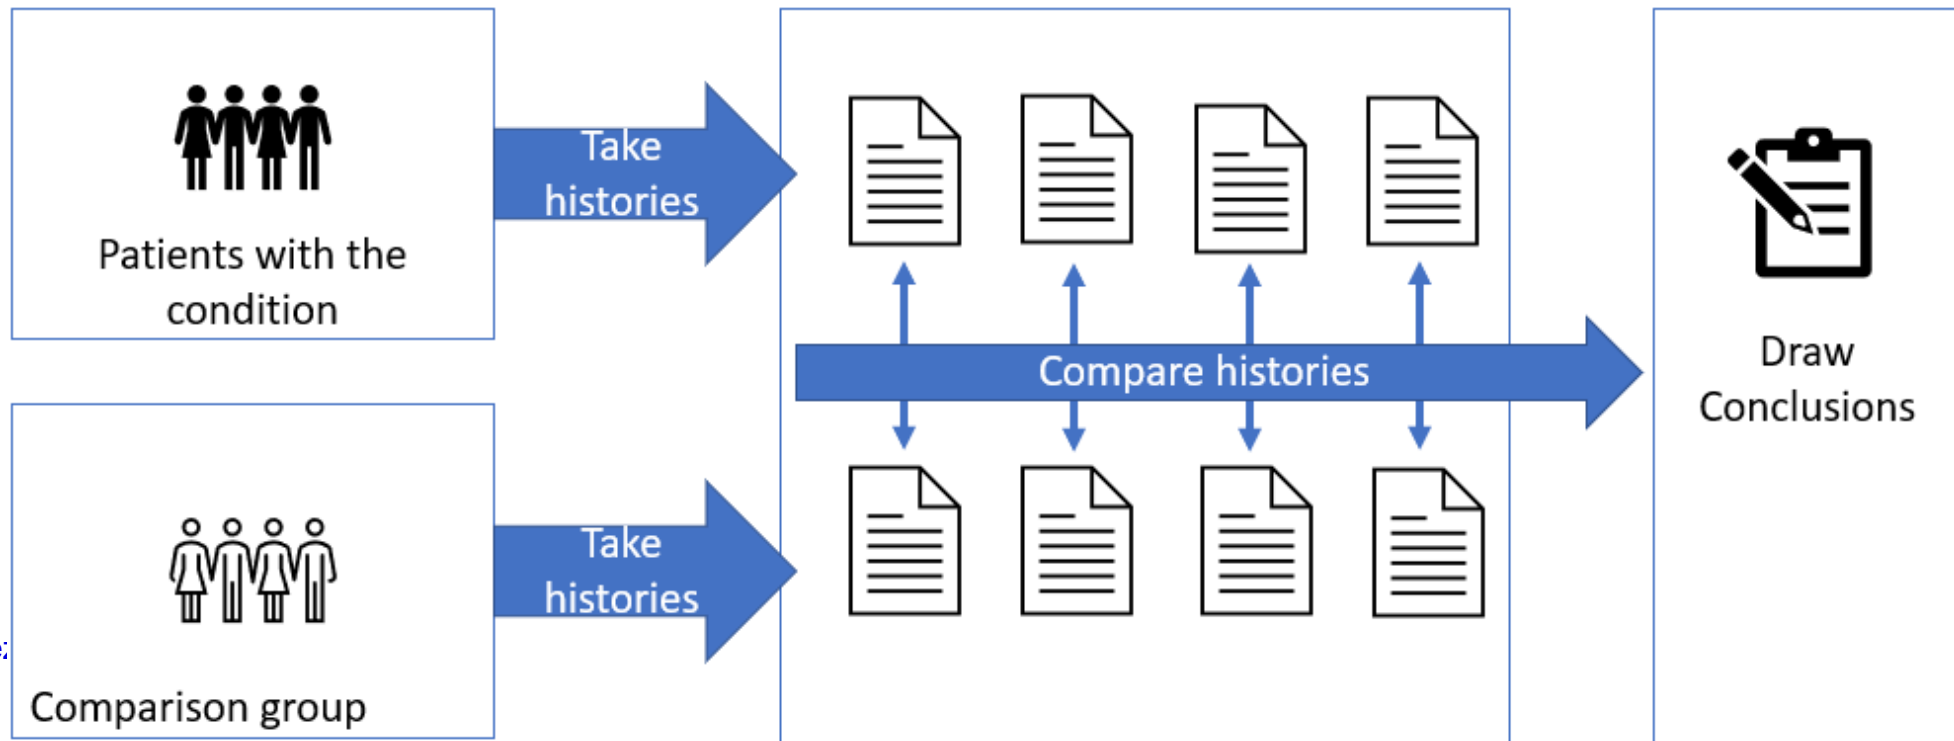 Patients with the
condition
Take
histories
Comparison group
Take
histories
Compare histories
Draw
Conclusions